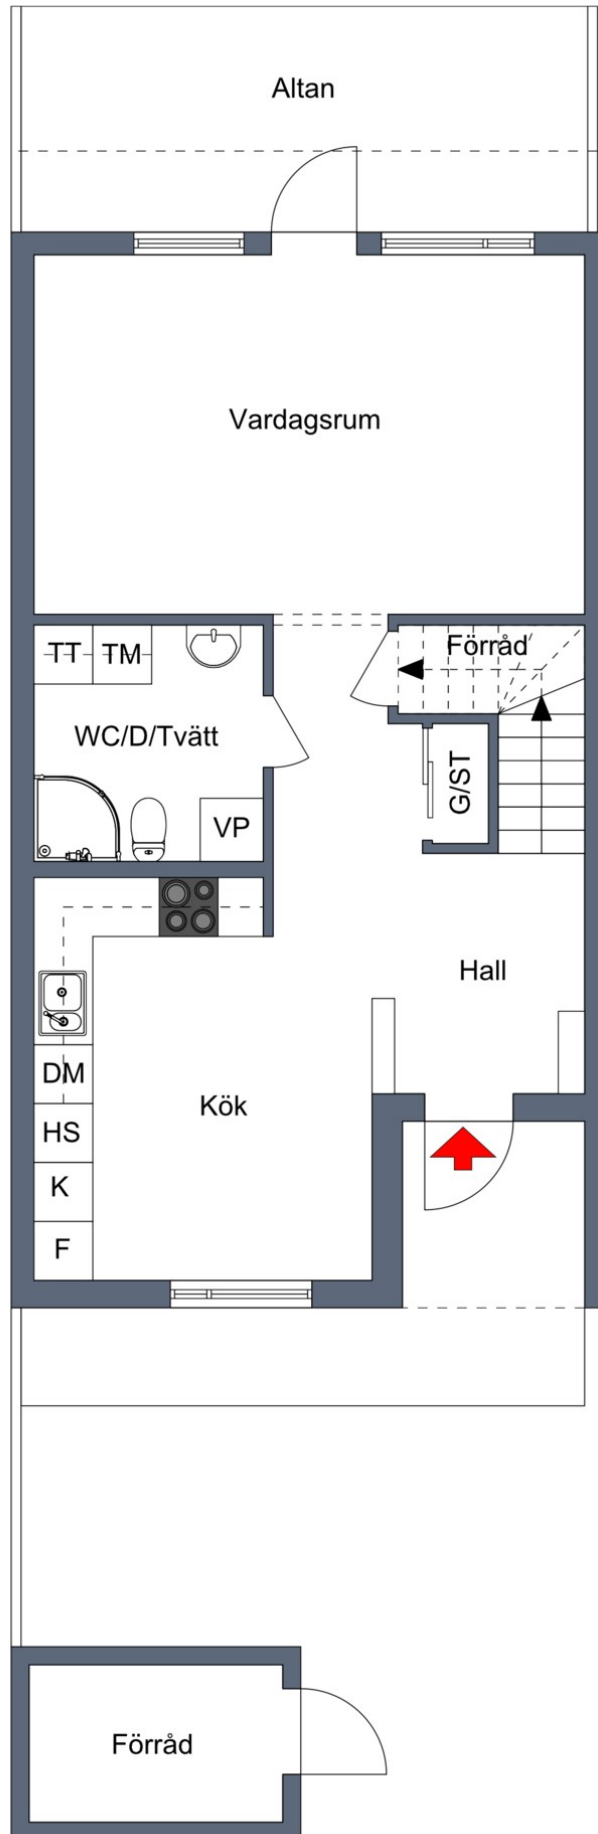 Altan
Vardagsrum
TT TM
Förråd
WC/D/Tvätt
G/ST
VP
Hall
DM
Kök
HS
K
F
Förråd